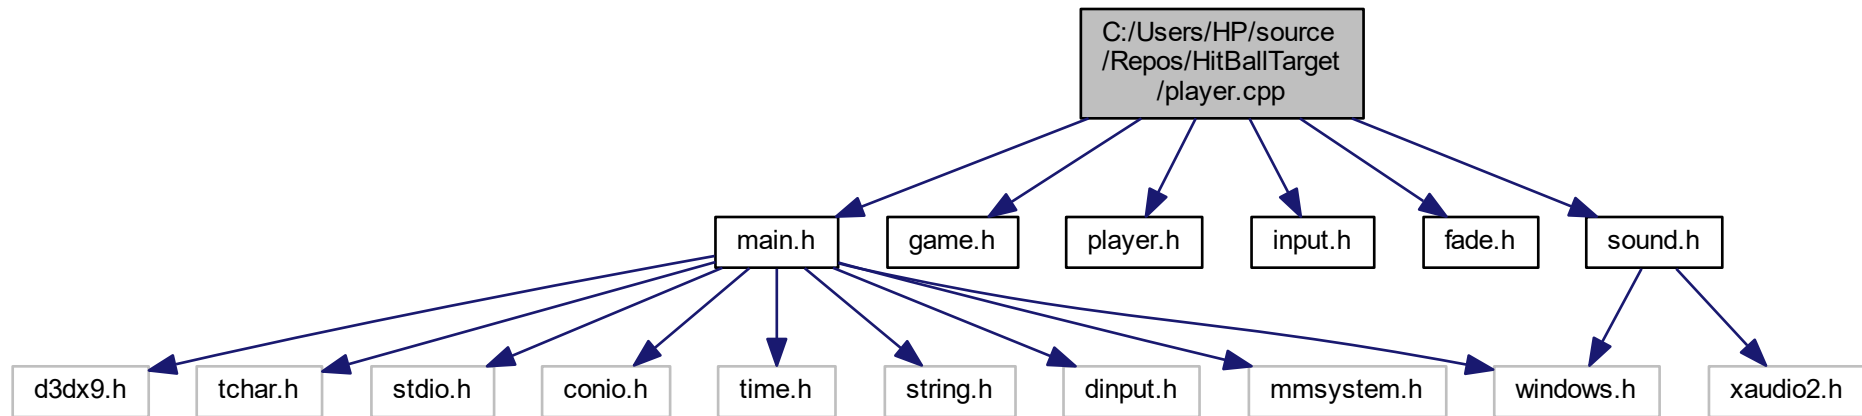 C:/Users/HP/source
/Repos/HitBallTarget
/player.cpp
main.h
game.h
player.h
input.h
fade.h
sound.h
d3dx9.h
tchar.h
stdio.h
conio.h
time.h
string.h
dinput.h
mmsystem.h
windows.h
xaudio2.h